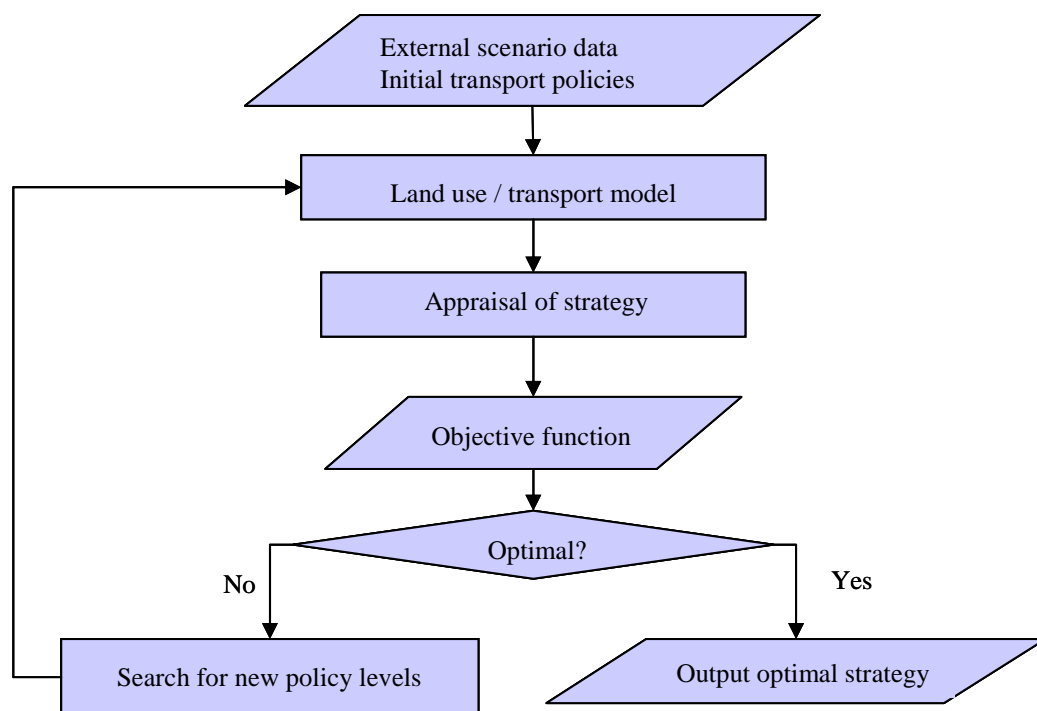 External scenario data
Initial transport policies
Land use / transport model
Appraisal of strategy
Objective function
Optimal?
No
Yes
Search for new policy levels
Output optimal strategy